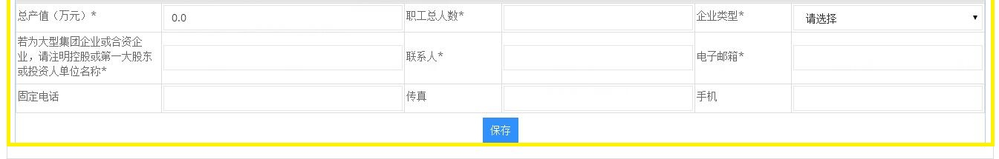 总产值（万元）*
0.0
职工总人数*
企业类型*
请选择
若为大型集团企业或合资企
业，请注明控股或第一大股东
或投资人单位名称*
联系人*
电子邮箱*
固定电话
传真
手机
保存